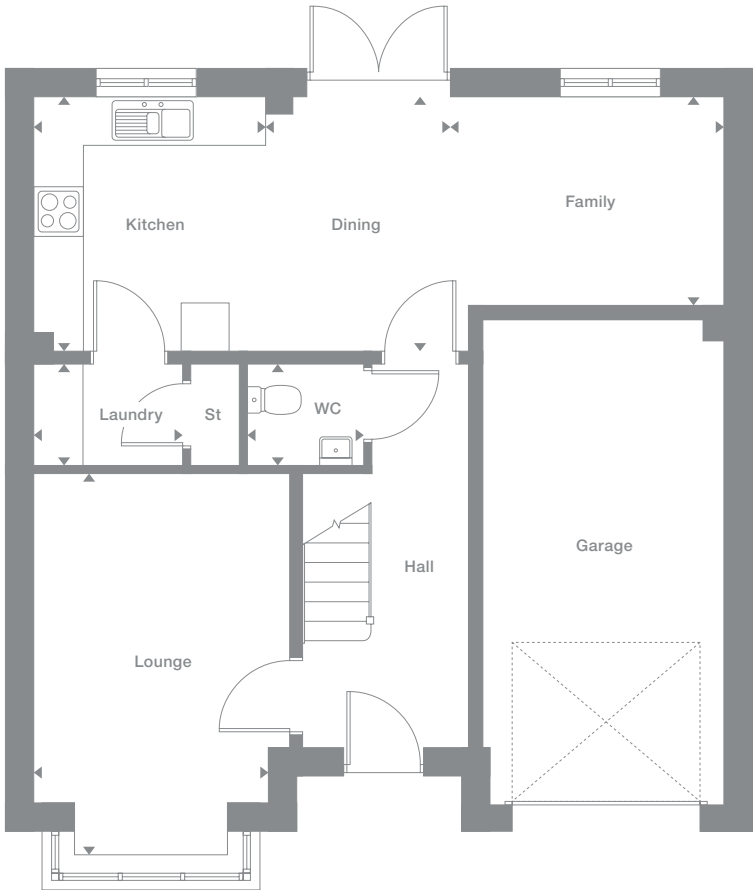 Family
Kitchen
Dining
Laundry
St
WC
Garage
Hall
Lounge